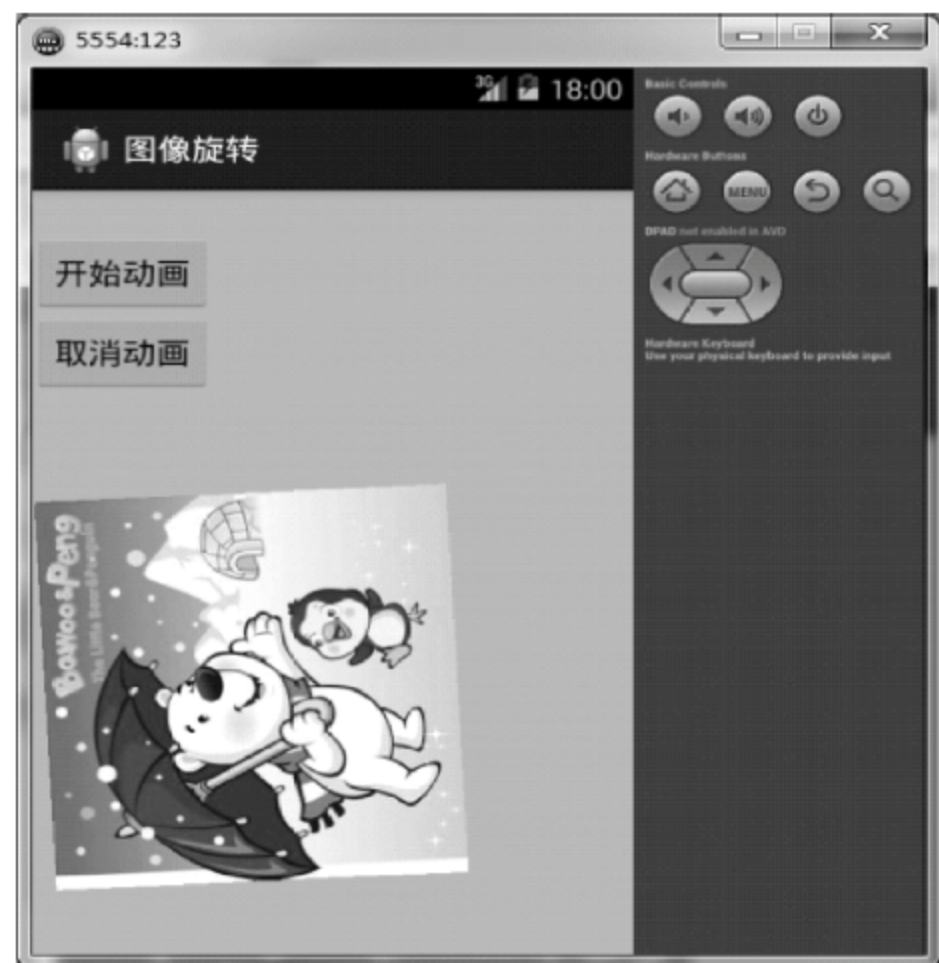 5554:123
3G 18:00
图像旋转
开始动画
取消动画
BaWoo&Peng
The Little Bear&Penguin
Basic Controls
Hardware Buttons
MENU
DPAD not enabled in AVD
Hardware Keyboard
Use your physical keyboard to provide input